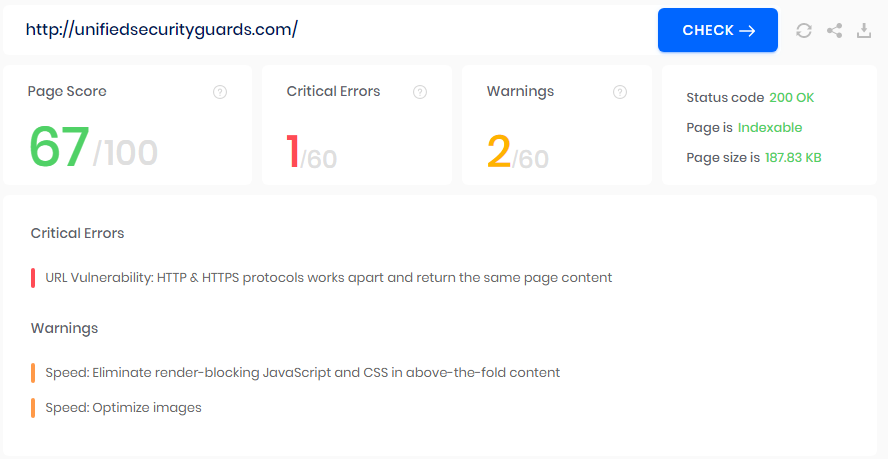 http://unifiedsecurityguards.com/
CHECK →
Page Score ?
Critical Errors ?
Warnings ?
67/100
1/60
2/60
Status code 200 OK
Page is Indexable
Page size is 187.83 KB
Critical Errors
URL Vulnerability: HTTP & HTTPS protocols works apart and return the same page content
Warnings
Speed: Eliminate render-blocking JavaScript and CSS in above-the-fold content
Speed: Optimize images